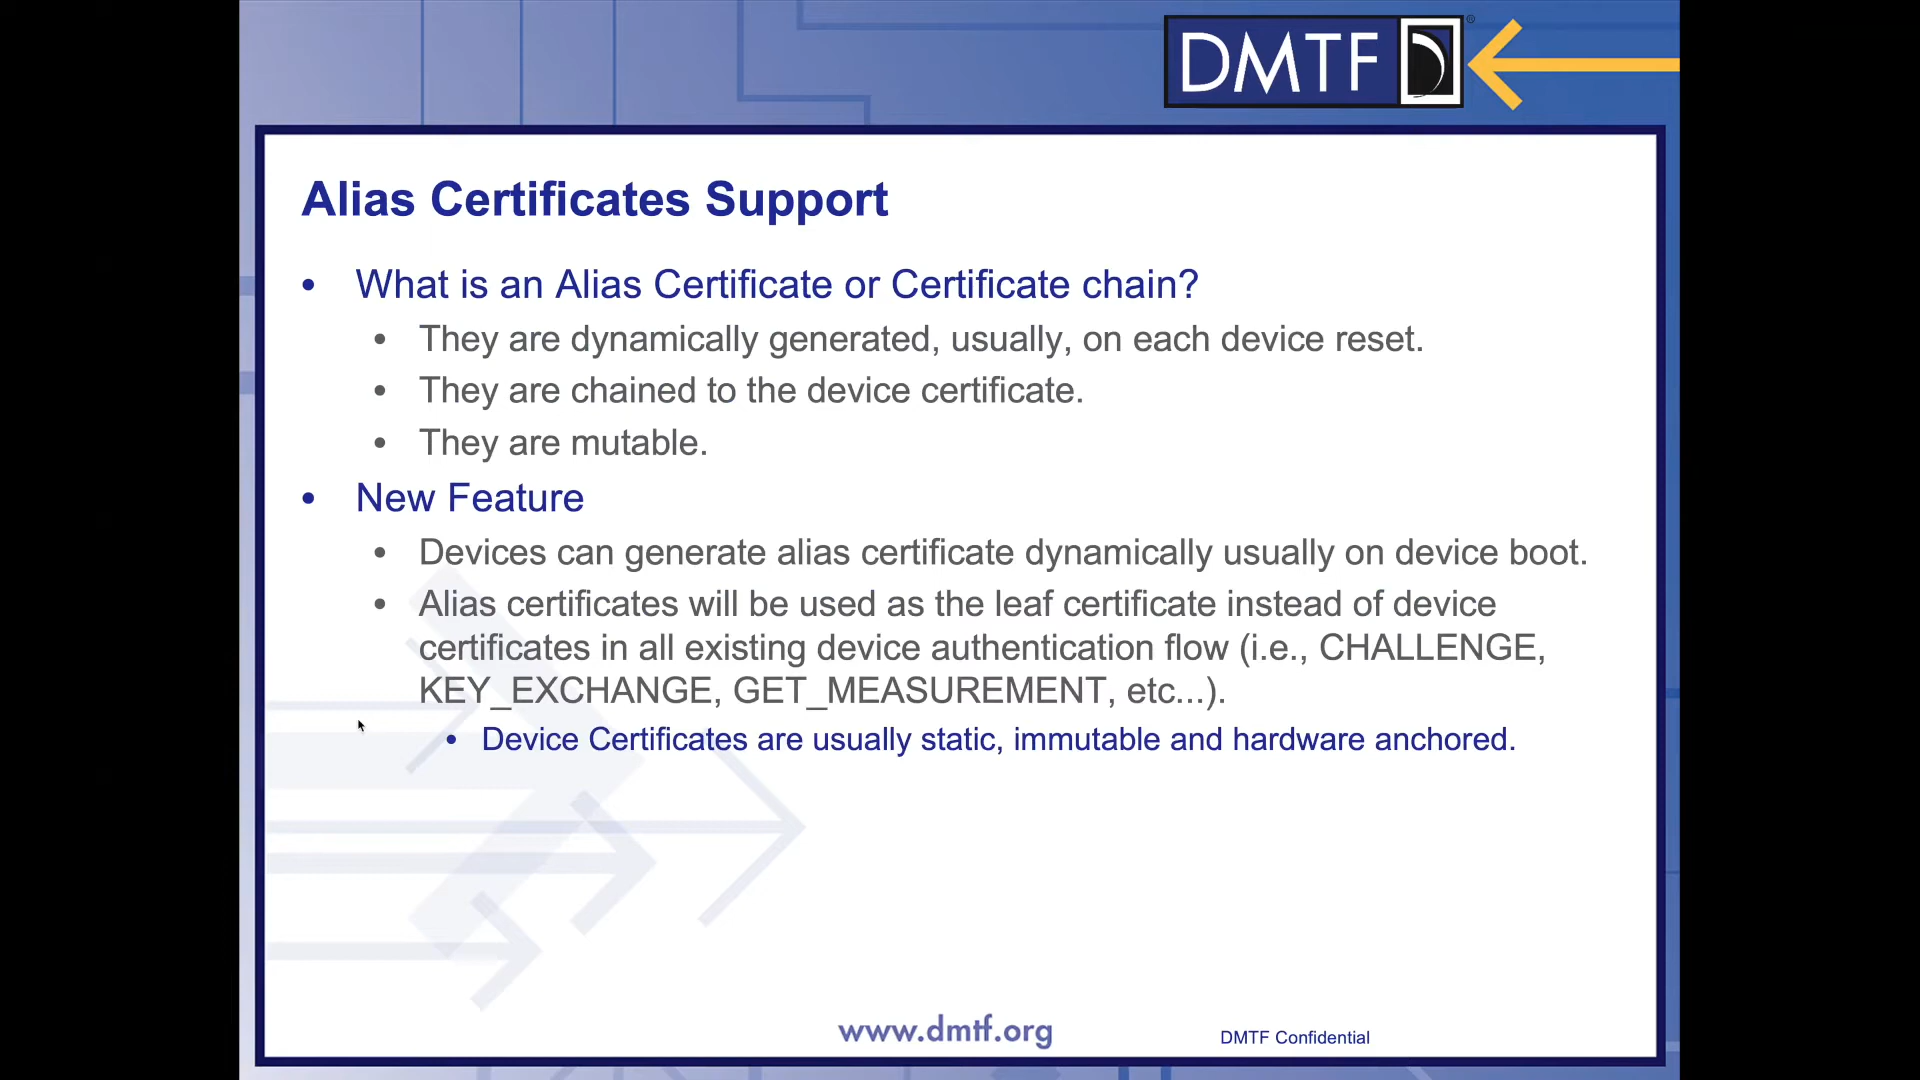 DMTF
®
Alias Certificates Support
• What is an Alias Certificate or Certificate chain?
• They are dynamically generated, usually, on each device reset.
• They are chained to the device certificate.
• They are mutable.
• New Feature
• Devices can generate alias certificate dynamically usually on device boot.
• Alias certificates will be used as the leaf certificate instead of device
certificates in all existing device authentication flow (i.e., CHALLENGE,
KEY_EXCHANGE, GET_MEASUREMENT, etc...).
• Device Certificates are usually static, immutable and hardware anchored.
www.dmtf.org
DMTF Confidential